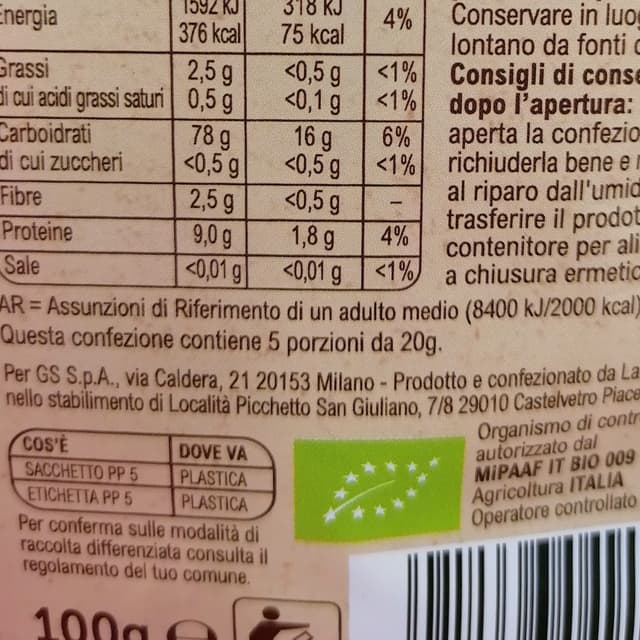 Energia 1592 KJ 318 KJ 4%
376 kcal 75 kcal
Grassi 2,5 g <0,5 g <1%
di cui acidi grassi saturi 0,5 g <0,1 g <1%
Carboidrati 78 g 16 g 6%
di cui zuccheri <0,5 g <0,5 g <1%
Fibre 2,5 g <0,5 g –
Proteine 9,0 g 1,8 g 4%
Sale <0,01 g <0,01 g <1%
Conservare in luog
lontano da fonti d
Consigli di conse
dopo l'apertura:
aperta la confezio
richiuderla bene e
al riparo dall'umid
trasferire il prodot
contenitore per ali
a chiusura ermetic
AR = Assunzioni di Riferimento di un adulto medio (8400 kJ/2000 kcal)
Questa confezione contiene 5 porzioni da 20g.
Per GS S.p.A., via Caldera, 21 20153 Milano - Prodotto e confezionato da La
nello stabilimento di Località Picchetto San Giuliano, 7/8 29010 Castelvetro Piace
COS'È DOVE VA
SACCHETTO PP 5 PLASTICA
ETICHETTA PP 5 PLASTICA
Per conferma sulle modalità di
raccolta differenziata consulta il
regolamento del tuo comune.
Organismo di contr
autorizzato dal
MiPAAF IT BIO 009
Agricoltura ITALIA
Operatore controllato
100g e